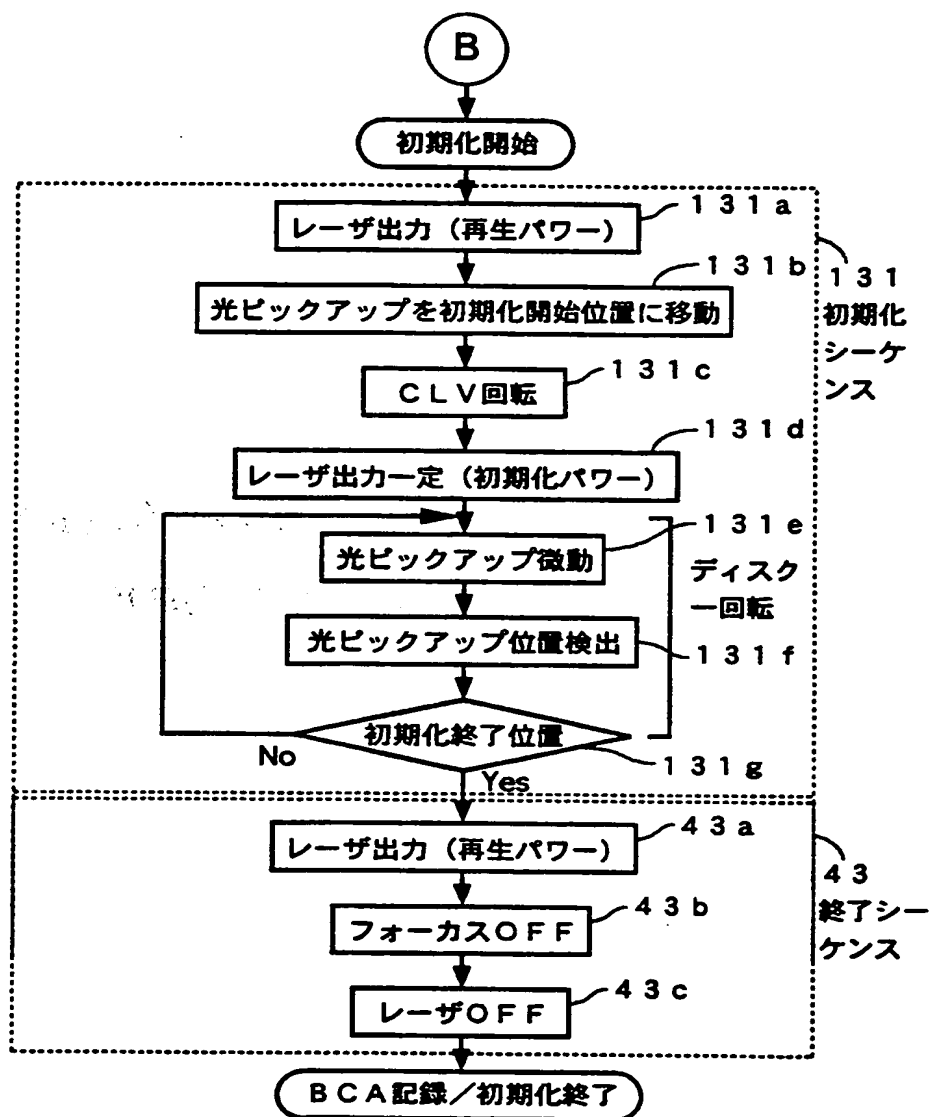 B
初期化開始
131a
レーザ出力(再生パワー)
131b
光ピックアップを初期化開始位置に移動
131
初期化
シーケ
ンス
131c
CLV回転
131d
レーザ出力一定(初期化パワー)
131e
光ピックアップ微動
ディスク
一回転
光ピックアップ位置検出
131f
初期化終了位置
No
131g
Yes
43a
レーザ出力(再生パワー)
43
終了シー
ケンス
43b
フォーカスOFF
43c
レーザOFF
BCA記録/初期化終了